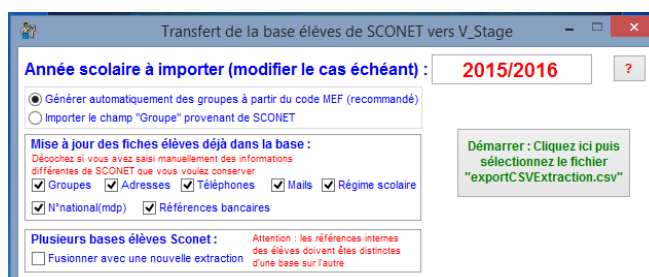 Transfert de la base élèves de SCONET vers V_Stage
Année scolaire à importer (modifier le cas échéant) : 2015/2016 ?
Générer automatiquement des groupes à partir du code MEF (recommandé)
Importer le champ "Groupe" provenant de SCONET
Mise à jour des fiches élèves déjà dans la base :
Décochez si vous avez saisi manuellement des informations
différentes de SCONET que vous voulez conserver
Groupes Adresses Téléphones Mails Régime scolaire
N°national(mdp) Références bancaires
Démarrer : Cliquez ici puis
sélectionnez le fichier
"exportCSVExtraction.csv"
Plusieurs bases élèves Sconet :
Fusionner avec une nouvelle extraction
Attention : les références internes
des élèves doivent êtes distinctes
d'une base sur l'autre